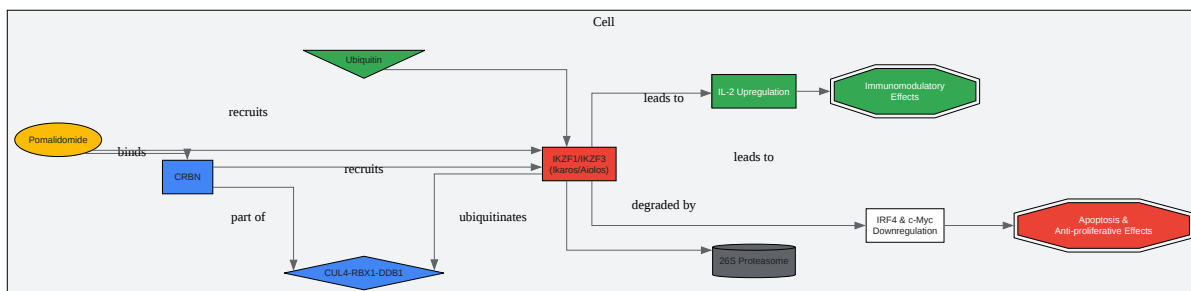 Cell
Ubiquitin
IL-2 Upregulation
Immunomodulatory
Effects
leads to
recruits
Pomalidomide
binds
CRBN
recruits
IKZF1/IKZF3
(Ikaros/Aiolos)
leads to
part of
ubiquitinates
degraded by
IRF4 & c-Myc
Downregulation
Apoptosis &
Anti-proliferative Effects
CUL4-RBX1-DDB1
26S Proteasome